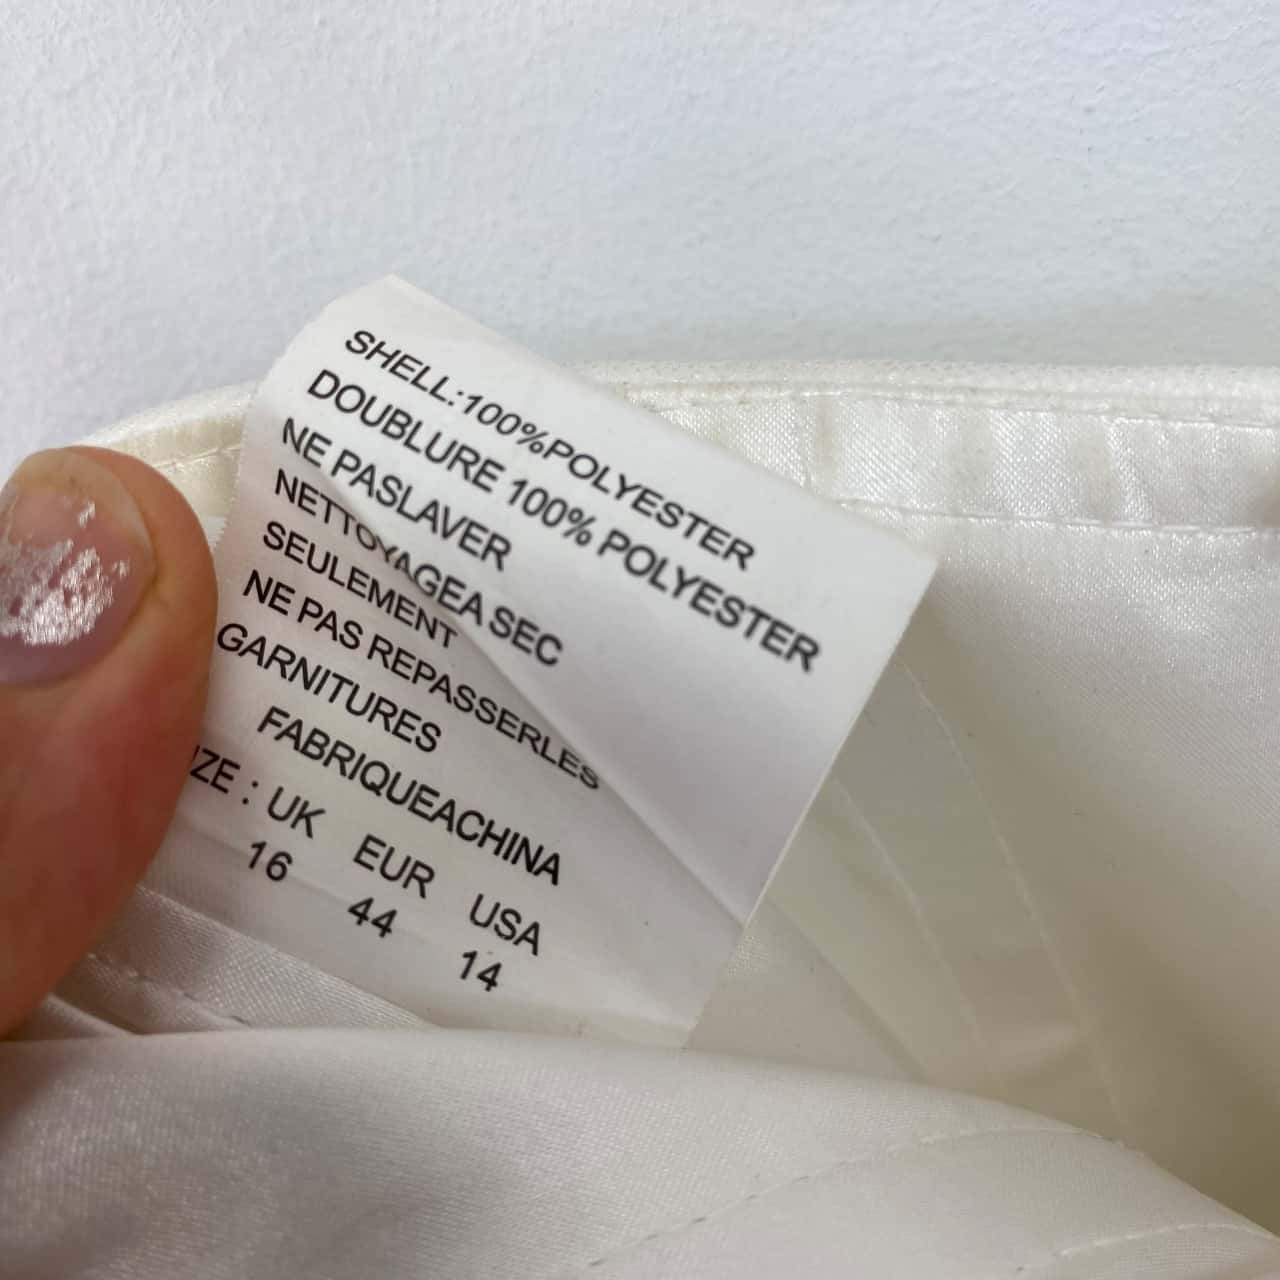 SHELL:100%POLYESTER
DOUBLURE 100% POLYESTER
NE PASLAVER
NETTOYAGEA SEC
SEULEMENT
NE PAS REPASSERLES
GARNITURES
FABRIQUEACHINA
IZE : UK EUR USA
16 44 14